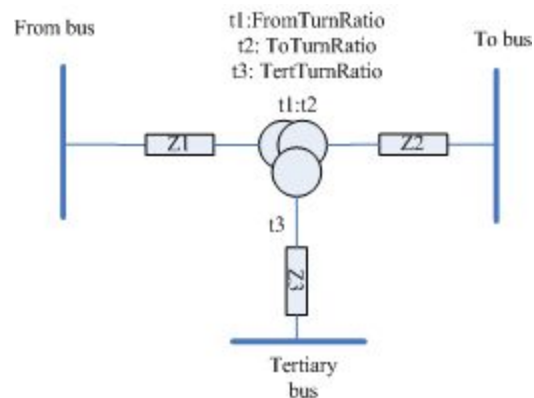 From bus
t1:FromTurnRatio
t2: ToTurnRatio
t3: TertTurnRatio
To bus
t1:t2
Z1
Z2
t3
Z3
Tertiary
bus